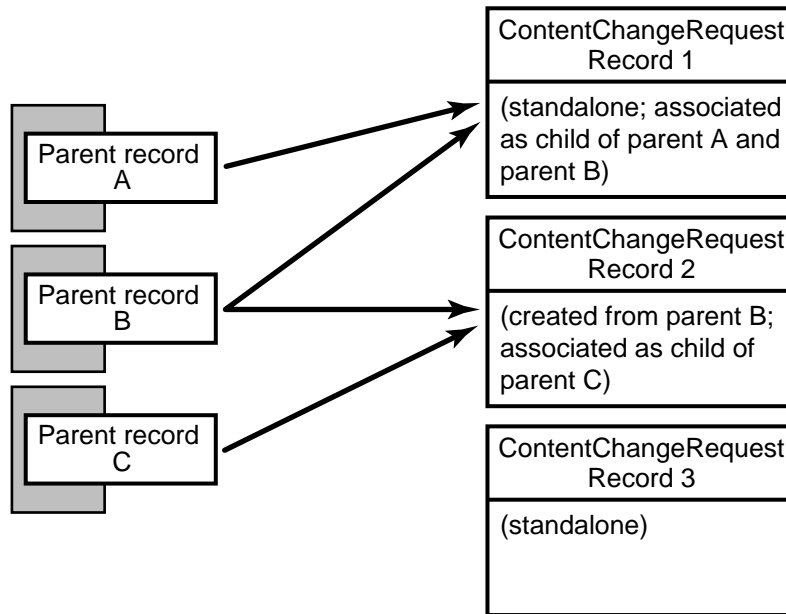 Parent record
A
Parent record
B
Parent record
C
ContentChangeRequest
Record 1
(standalone; associated
as child of parent A and
parent B)
ContentChangeRequest
Record 2
(created from parent B;
associated as child of
parent C)
ContentChangeRequest
Record 3
(standalone)